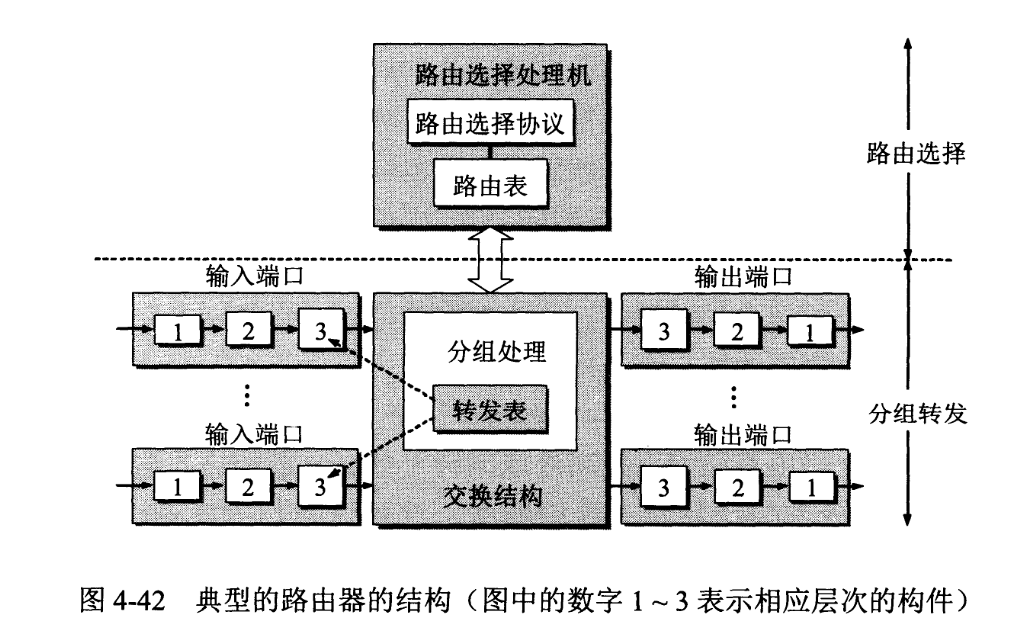 路由选择处理机
路由选择协议
路由表
路由选择
输入端口
输出端口
1 2 3
分组处理
3 2 1
转发表
分组转发
输入端口
输出端口
1 2 3
交换结构
3 2 1
图 4-42 典型的路由器的结构（图中的数字 1 ~ 3 表示相应层次的构件）